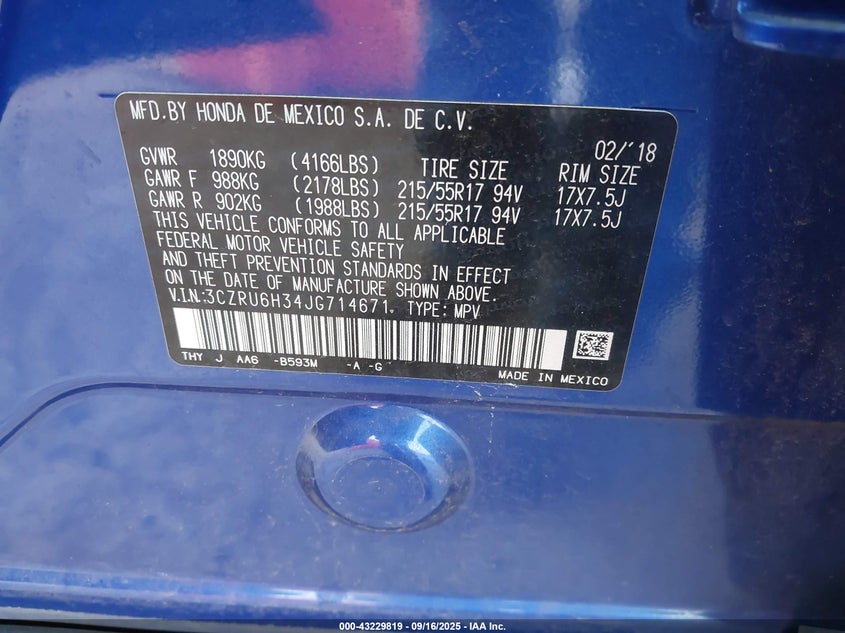 MFD.BY HONDA DE MEXICO S.A. DE C.V.
02/'18
GVWR 1890KG (4166LBS) TIRE SIZE RIM SIZE
GAWR F 988KG (2178LBS) 215/55R17 94V 17X7.5J
GAWR R 902KG (1988LBS) 215/55R17 94V 17X7.5J
THIS VEHICLE CONFORMS TO ALL APPLICABLE
FEDERAL MOTOR VEHICLE SAFETY
AND THEFT PREVENTION STANDARDS IN EFFECT
ON THE DATE OF MANUFACTURE SHOWN ABOVE.
V.I.N:3CZRU6H34JG714671. TYPE: MPV
THY J AA6 -B593M -A -G
MADE IN MEXICO
000-43229819 - 09/16/2025 - IAA Inc.